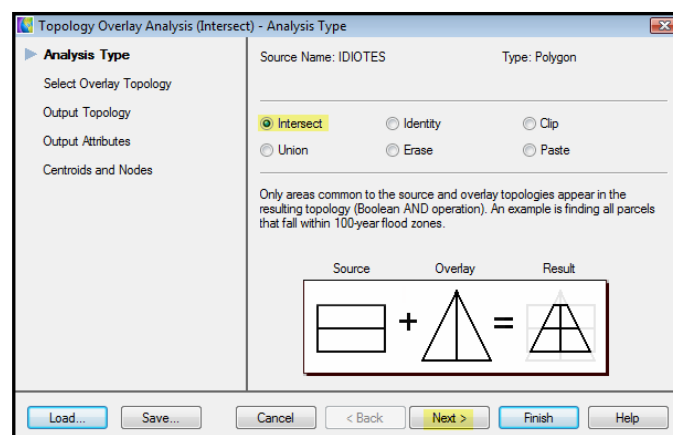 Topology Overlay Analysis (Intersect) - Analysis Type
Analysis Type
Select Overlay Topology
Output Topology
Output Attributes
Centroids and Nodes
Source Name: IDIOTES Type: Polygon
Intersect Identity Clip
Union Erase Paste
Only areas common to the source and overlay topologies appear in the
resulting topology (Boolean AND operation). An example is finding all parcels
that fall within 100-year flood zones.
Source Overlay Result
+ =
Load... Save... Cancel < Back Next > Finish Help